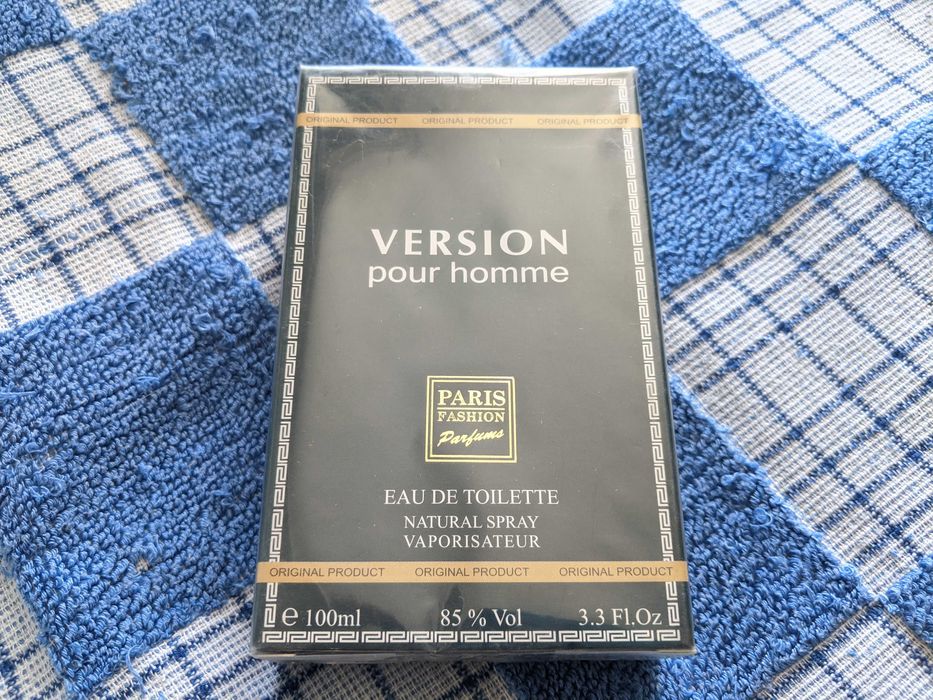 ORIGINAL PRODUCT ORIGINAL PRODUCT ORIGINAL PRODUCT
VERSION
pour homme
PARIS
FASHION
Parfums
EAU DE TOILETTE
NATURAL SPRAY
VAPORISATEUR
ORIGINAL PRODUCT ORIGINAL PRODUCT ORIGINAL PRODUCT
℮ 100ml 85 % Vol 3.3 Fl.Oz